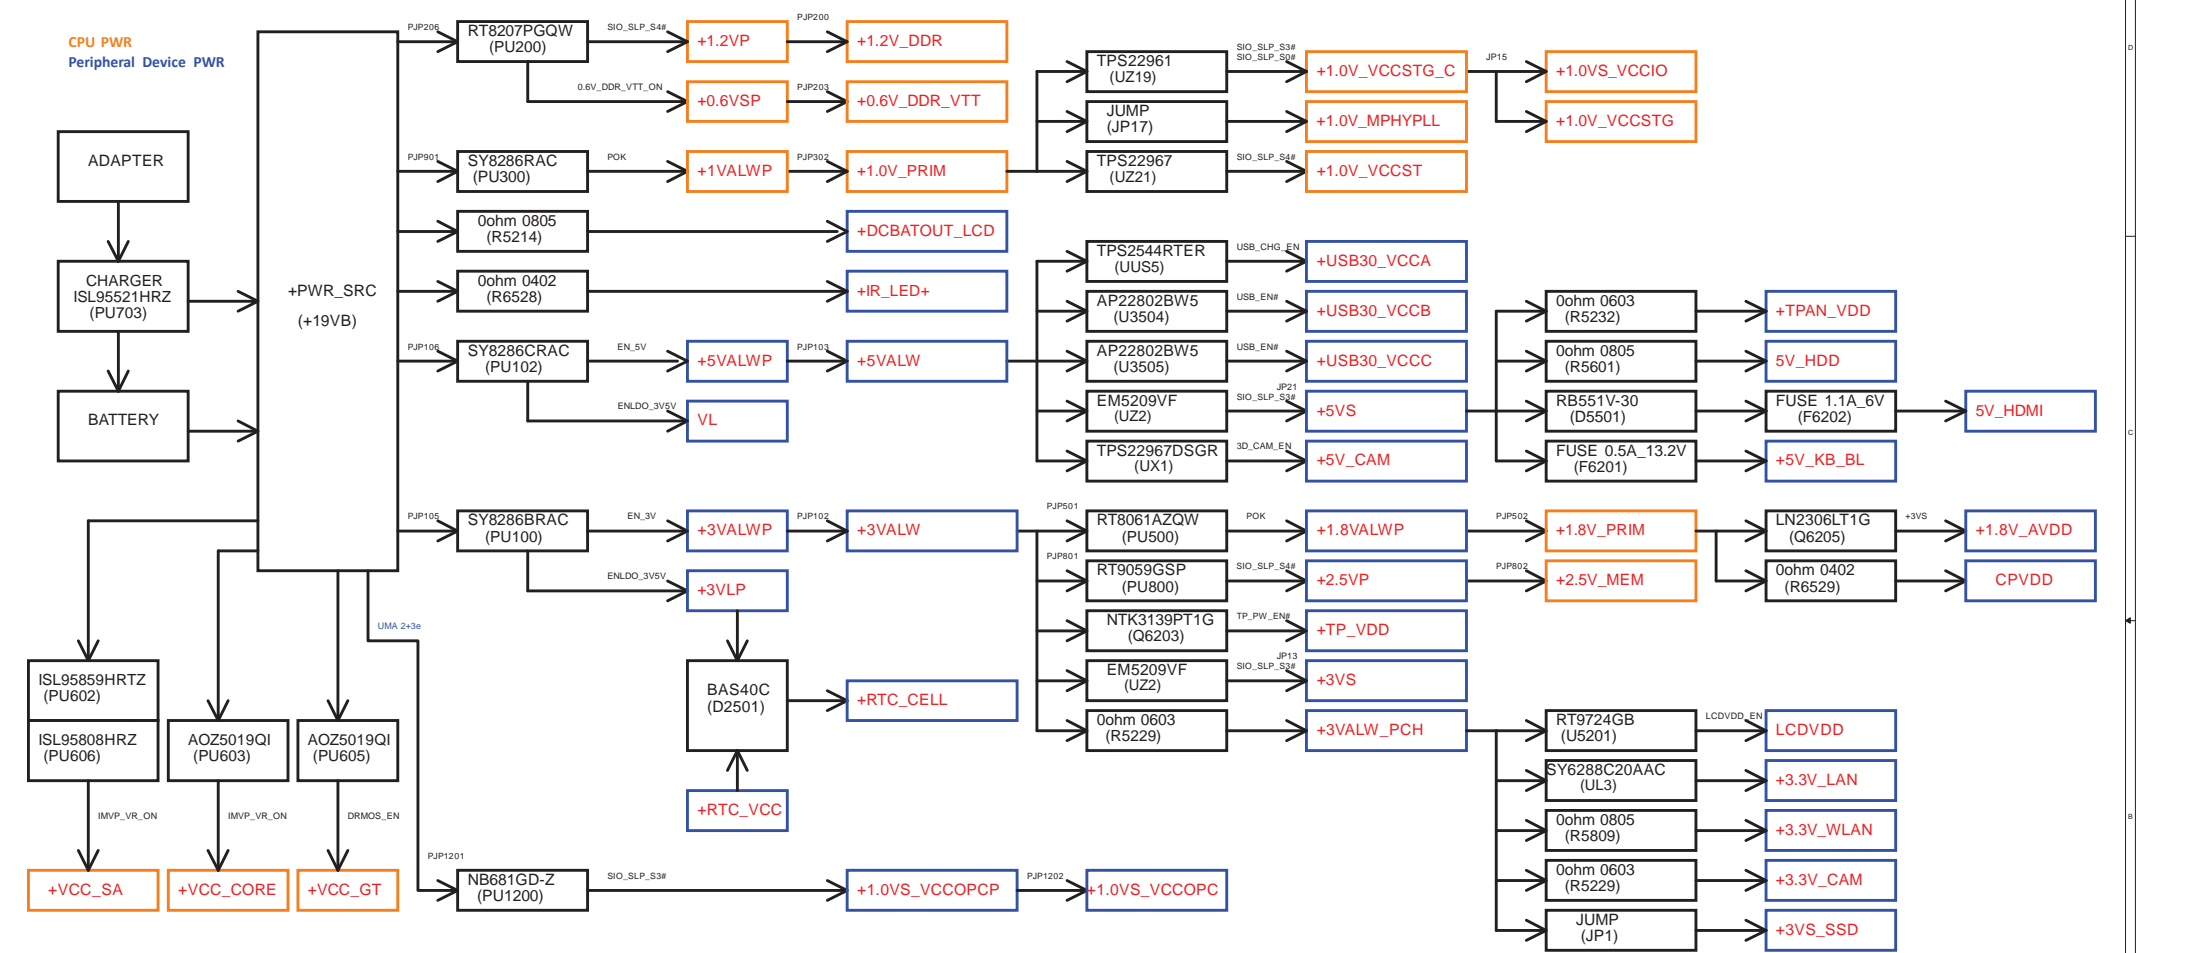 CPU PWR
Peripheral Device PWR
ADAPTER
CHARGER
ISL95521HRZ
(PU703)
BATTERY
+PWR_SRC
(+19VB)
PJP206
RT8207PGQW
(PU200)
SIO_SLP_S4#
+1.2VP
PJP200
+1.2V_DDR
0.6V_DDR_VTT_ON
+0.6VSP
PJP203
+0.6V_DDR_VTT
PJP901
SY8286RAC
(PU300)
POK
+1VALWP
PJP302
+1.0V_PRIM
TPS22961
(UZ19)
SIO_SLP_S3#
SIO_SLP_S0#
+1.0V_VCCSTG_C
JP15
+1.0VS_VCCIO
+1.0V_VCCSTG
JUMP
(JP17)
+1.0V_MPHYPLL
TPS22967
(UZ21)
SIO_SLP_S4#
+1.0V_VCCST
0ohm 0805
(R5214)
+DCBATOUT_LCD
0ohm 0402
(R6528)
+IR_LED+
PJP106
SY8286CRAC
(PU102)
EN_5V
+5VALWP
PJP103
+5VALW
ENLDO_3V5V
VL
TPS2544RTER
(UUS5)
USB_CHG_EN
+USB30_VCCA
AP22802BW5
(U3504)
USB_EN#
+USB30_VCCB
AP22802BW5
(U3505)
USB_EN#
+USB30_VCCC
EM5209VF
(UZ2)
JP21
SIO_SLP_S3#
+5VS
TPS22967DSGR
(UX1)
3D_CAM_EN
+5V_CAM
0ohm 0603
(R5232)
+TPAN_VDD
0ohm 0805
(R5601)
5V_HDD
RB551V-30
(D5501)
FUSE 1.1A_6V
(F6202)
5V_HDMI
FUSE 0.5A_13.2V
(F6201)
+5V_KB_BL
PJP105
SY8286BRAC
(PU100)
EN_3V
+3VALWP
PJP102
+3VALW
ENLDO_3V5V
+3VLP
BAS40C
(D2501)
+RTC_CELL
+RTC_VCC
PJP501
RT8061AZQW
(PU500)
POK
+1.8VALWP
PJP502
+1.8V_PRIM
LN2306LT1G
(Q6205)
+3VS
+1.8V_AVDD
0ohm 0402
(R6529)
CPVDD
PJP801
RT9059GSP
(PU800)
SIO_SLP_S4#
+2.5VP
PJP802
+2.5V_MEM
NTK3139PT1G
(Q6203)
TP_PW_EN#
+TP_VDD
EM5209VF
(UZ2)
JP13
SIO_SLP_S3#
+3VS
0ohm 0603
(R5229)
+3VALW_PCH
RT9724GB
(U5201)
LCDVDD_EN
LCDVDD
SY6288C20AAC
(UL3)
+3.3V_LAN
0ohm 0805
(R5809)
+3.3V_WLAN
0ohm 0603
(R5229)
+3.3V_CAM
JUMP
(JP1)
+3VS_SSD
UMA 2+3e
ISL95859HRTZ
(PU602)
ISL95808HRZ
(PU606)
IMVP_VR_ON
+VCC_SA
AOZ5019QI
(PU603)
IMVP_VR_ON
+VCC_CORE
AOZ5019QI
(PU605)
DRMOS_EN
+VCC_GT
PJP1201
NB681GD-Z
(PU1200)
SIO_SLP_S3#
+1.0VS_VCCOPCP
PJP1202
+1.0VS_VCCOPC
D
C
B